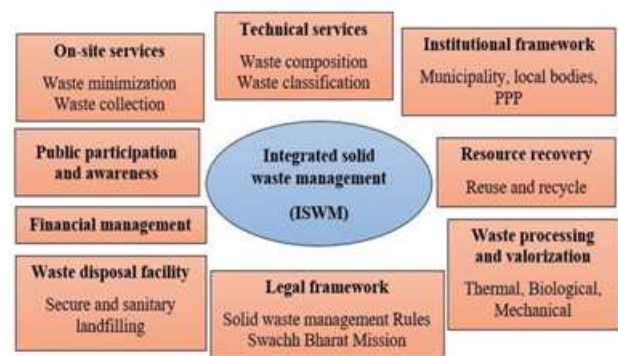 On-site services
Waste minimization
Waste collection
Technical services
Waste composition
Waste classification
Institutional framework
Municipality, local bodies,
PPP
Public participation
and awareness
Integrated solid
waste management
(ISWM)
Resource recovery
Reuse and recycle
Financial management
Waste disposal facility
Secure and sanitary
landfilling
Legal framework
Solid waste management Rules
Swachh Bharat Mission
Waste processing
and valorization
Thermal, Biological,
Mechanical